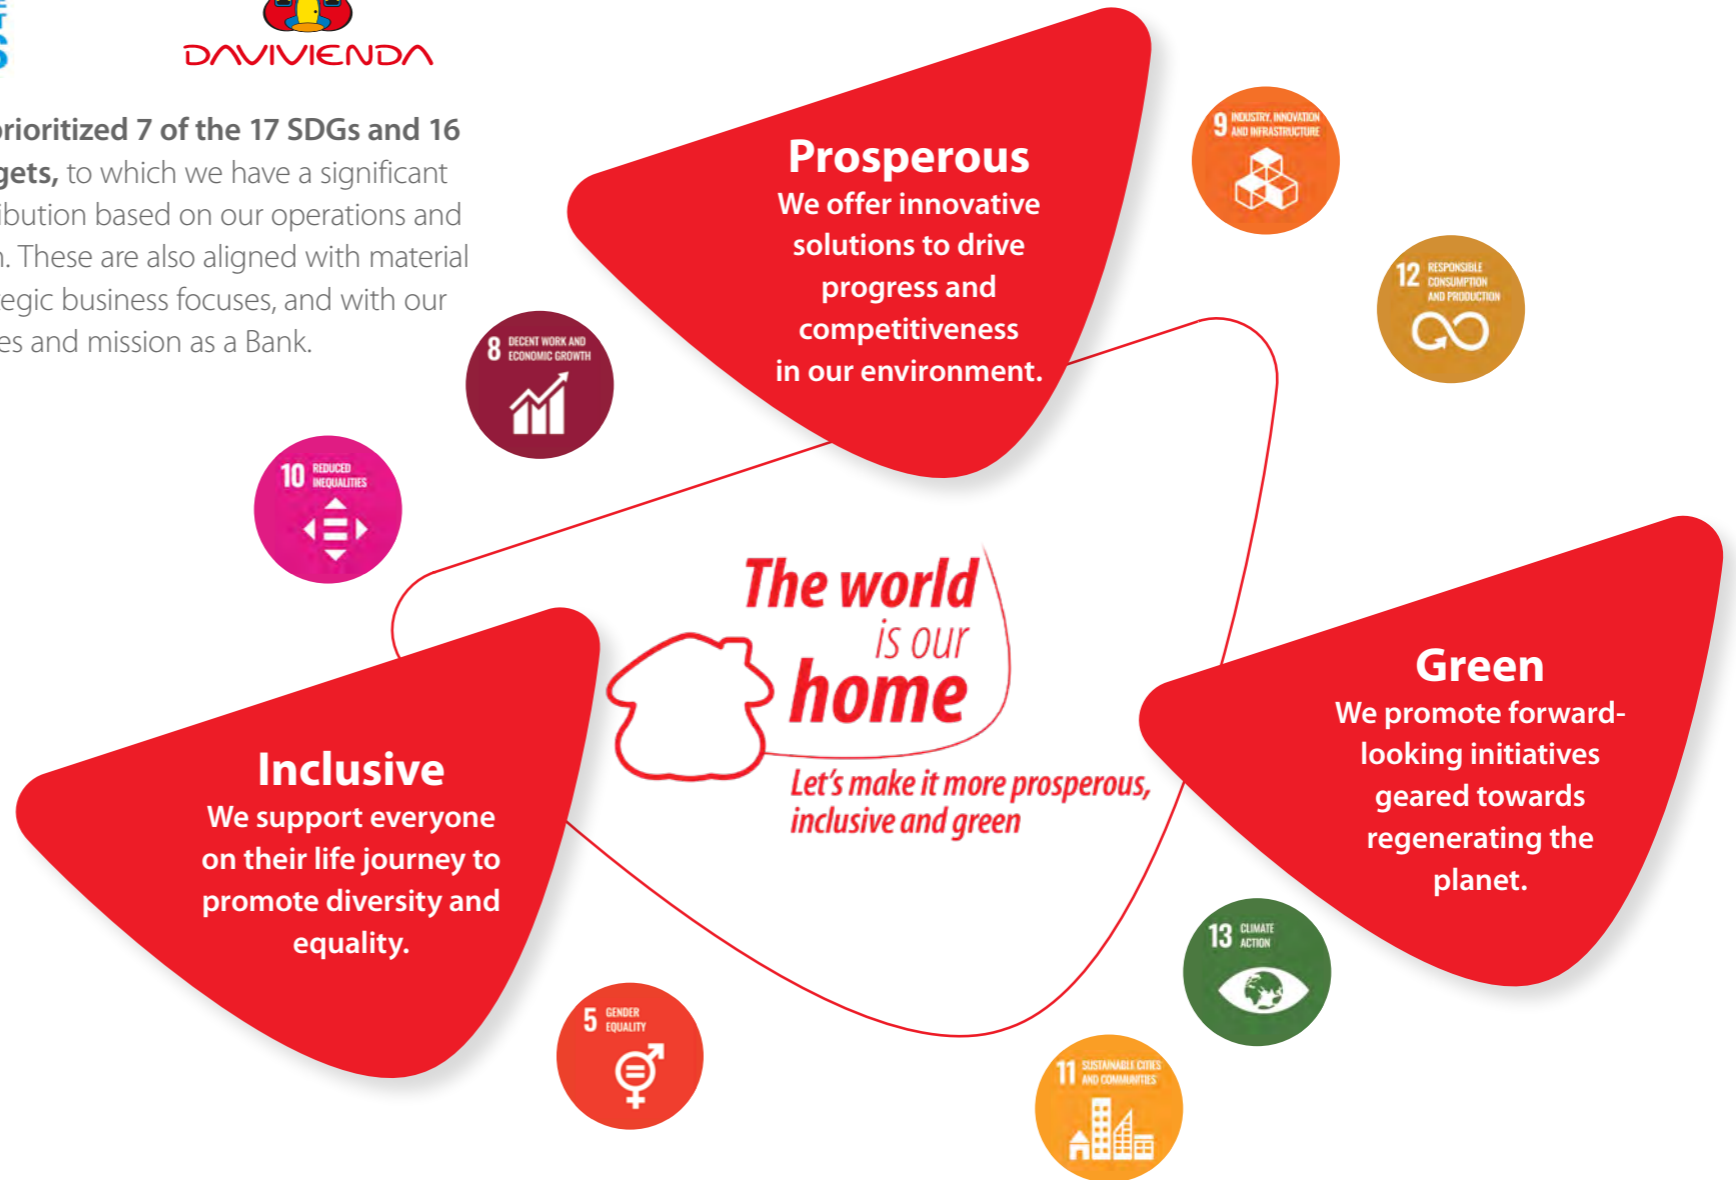 DAVIVIENDA
prioritized 7 of the 17 SDGs and 16
gets, to which we have a significant
ribution based on our operations and
n. These are also aligned with material
tegic business focuses, and with our
es and mission as a Bank.
Prosperous
We offer innovative
solutions to drive
progress and
competitiveness
in our environment.
9 INDUSTRY, INNOVATION
AND INFRASTRUCTURE
12 RESPONSIBLE
CONSUMPTION
AND PRODUCTION
8 DECENT WORK AND
ECONOMIC GROWTH
10 REDUCED
INEQUALITIES
The world
is our
home
Let's make it more prosperous,
inclusive and green
Inclusive
We support everyone
on their life journey to
promote diversity and
equality.
Green
We promote forward-
looking initiatives
geared towards
regenerating the
planet.
13 CLIMATE
ACTION
5 GENDER
EQUALITY
11 SUSTAINABLE CITIES
AND COMMUNITIES